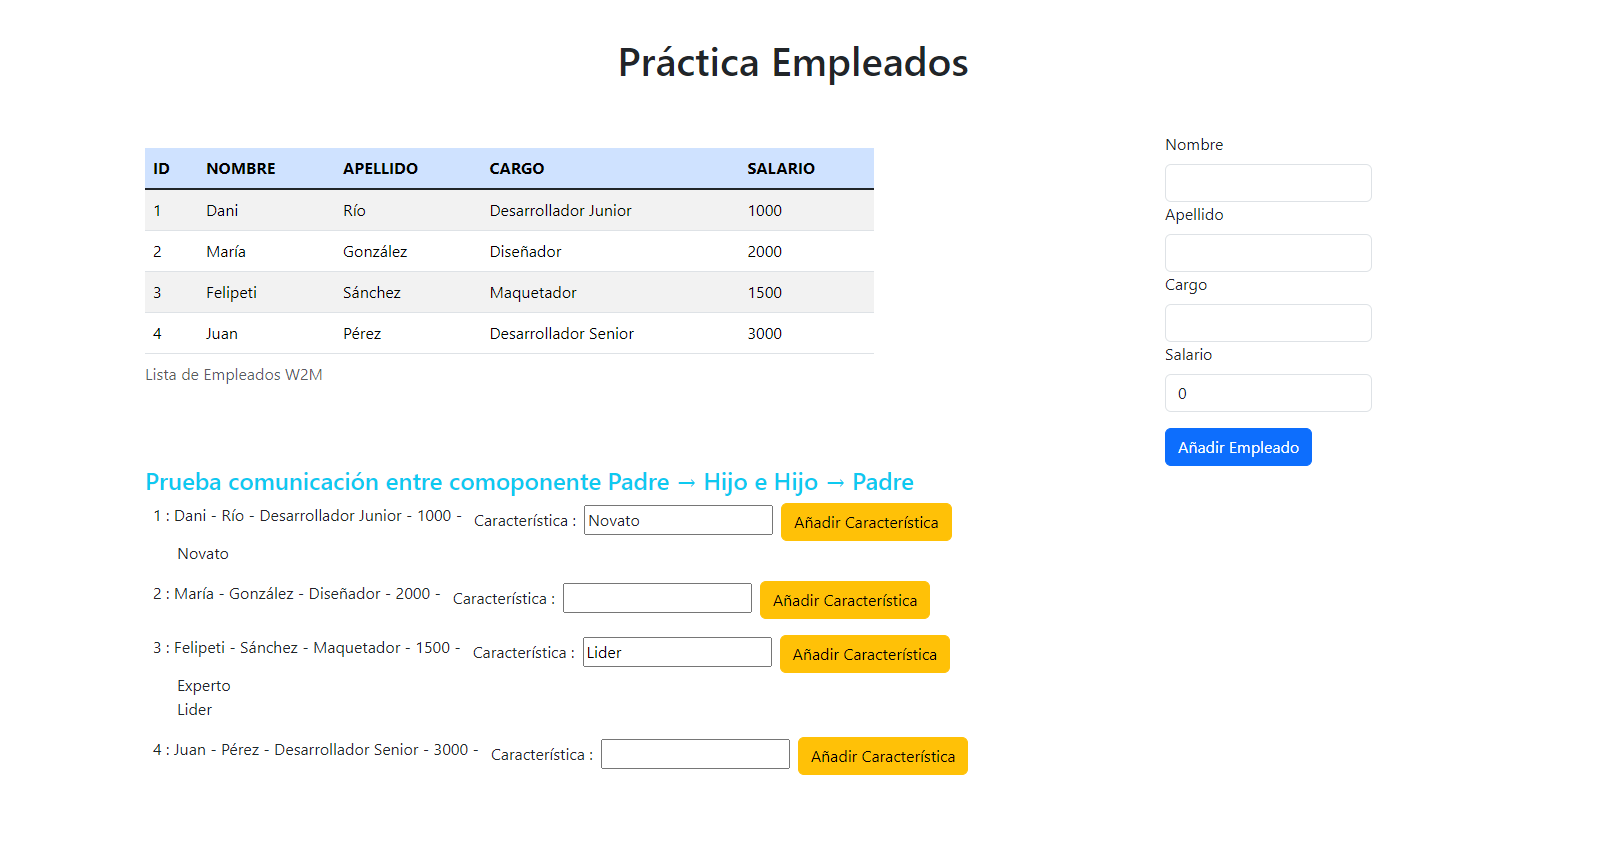 Práctica Empleados
ID NOMBRE APELLIDO CARGO SALARIO
1 Dani Río Desarrollador Junior 1000
2 María González Diseñador 2000
3 Felipeti Sánchez Maquetador 1500
4 Juan Pérez Desarrollador Senior 3000
Lista de Empleados W2M
Nombre
Apellido
Cargo
Salario
0
Añadir Empleado
Prueba comunicación entre comoponente Padre → Hijo e Hijo → Padre
1 : Dani - Río - Desarrollador Junior - 1000 - Característica : Novato Añadir Característica
Novato
2 : María - González - Diseñador - 2000 - Característica : Añadir Característica
3 : Felipeti - Sánchez - Maquetador - 1500 - Característica : Lider Añadir Característica
Experto
Lider
4 : Juan - Pérez - Desarrollador Senior - 3000 - Característica : Añadir Característica